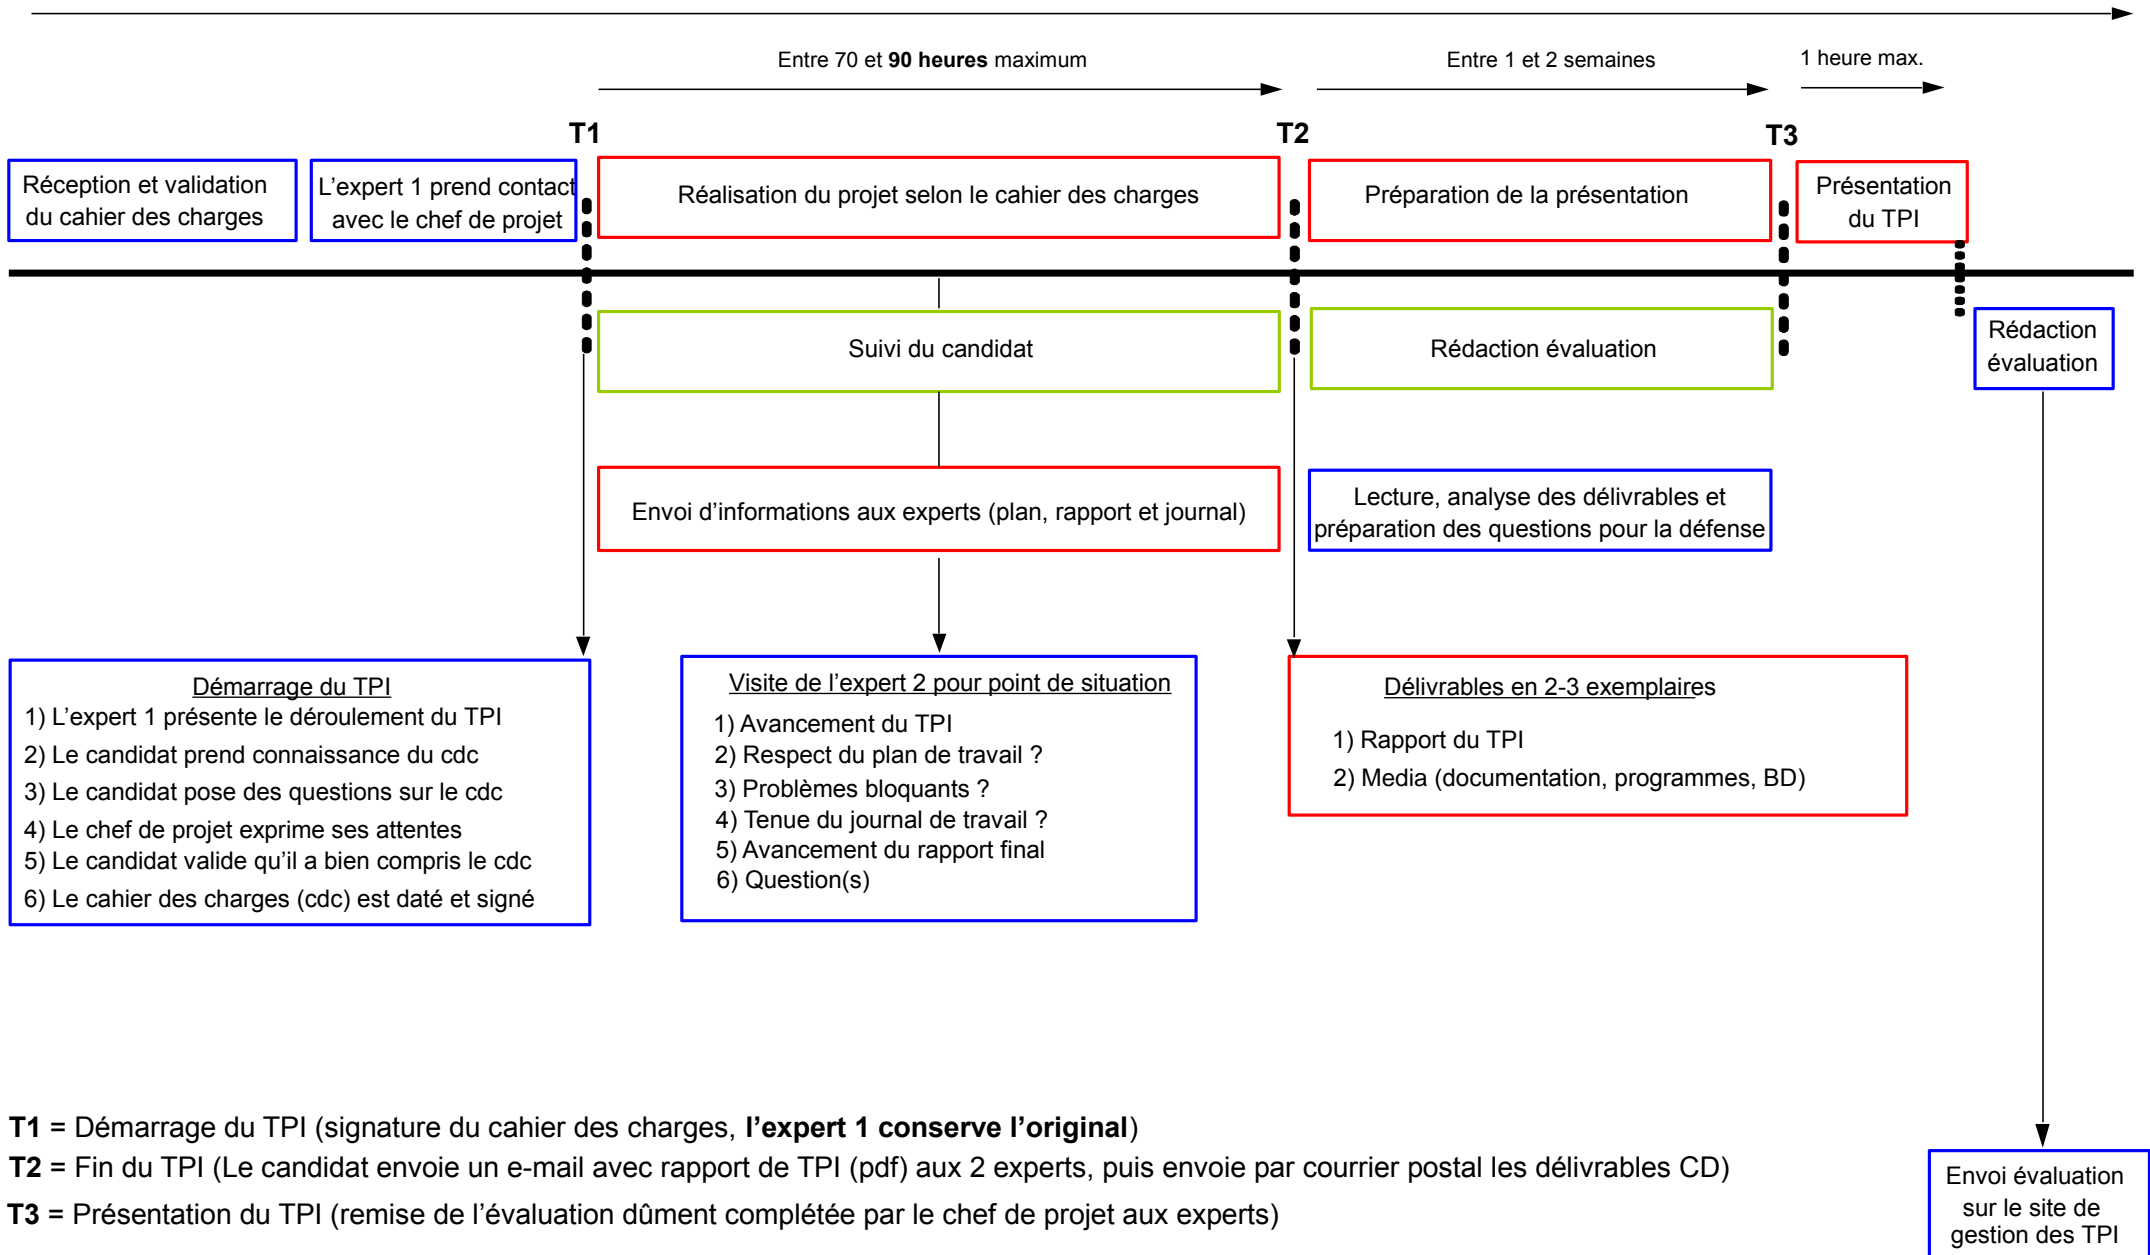 Entre 70 et 90 heures maximum
Entre 1 et 2 semaines
1 heure max.
T1
T2
T3
Réception et validation
du cahier des charges
L'expert 1 prend contact
avec le chef de projet
Réalisation du projet selon le cahier des charges
Préparation de la présentation
Présentation
du TPI
Suivi du candidat
Rédaction évaluation
Rédaction
évaluation
Envoi d'informations aux experts (plan, rapport et journal)
Lecture, analyse des délivrables et
préparation des questions pour la défense
Démarrage du TPI
1) L'expert 1 présente le déroulement du TPI
2) Le candidat prend connaissance du cdc
3) Le candidat pose des questions sur le cdc
4) Le chef de projet exprime ses attentes
5) Le candidat valide qu'il a bien compris le cdc
6) Le cahier des charges (cdc) est daté et signé
Visite de l'expert 2 pour point de situation
1) Avancement du TPI
2) Respect du plan de travail ?
3) Problèmes bloquants ?
4) Tenue du journal de travail ?
5) Avancement du rapport final
6) Question(s)
Délivrables en 2-3 exemplaires
1) Rapport du TPI
2) Media (documentation, programmes, BD)
T1 = Démarrage du TPI (signature du cahier des charges, l'expert 1 conserve l'original)
T2 = Fin du TPI (Le candidat envoie un e-mail avec rapport de TPI (pdf) aux 2 experts, puis envoie par courrier postal les délivrables CD)
T3 = Présentation du TPI (remise de l'évaluation dûment complétée par le chef de projet aux experts)
Envoi évaluation
sur le site de
gestion des TPI